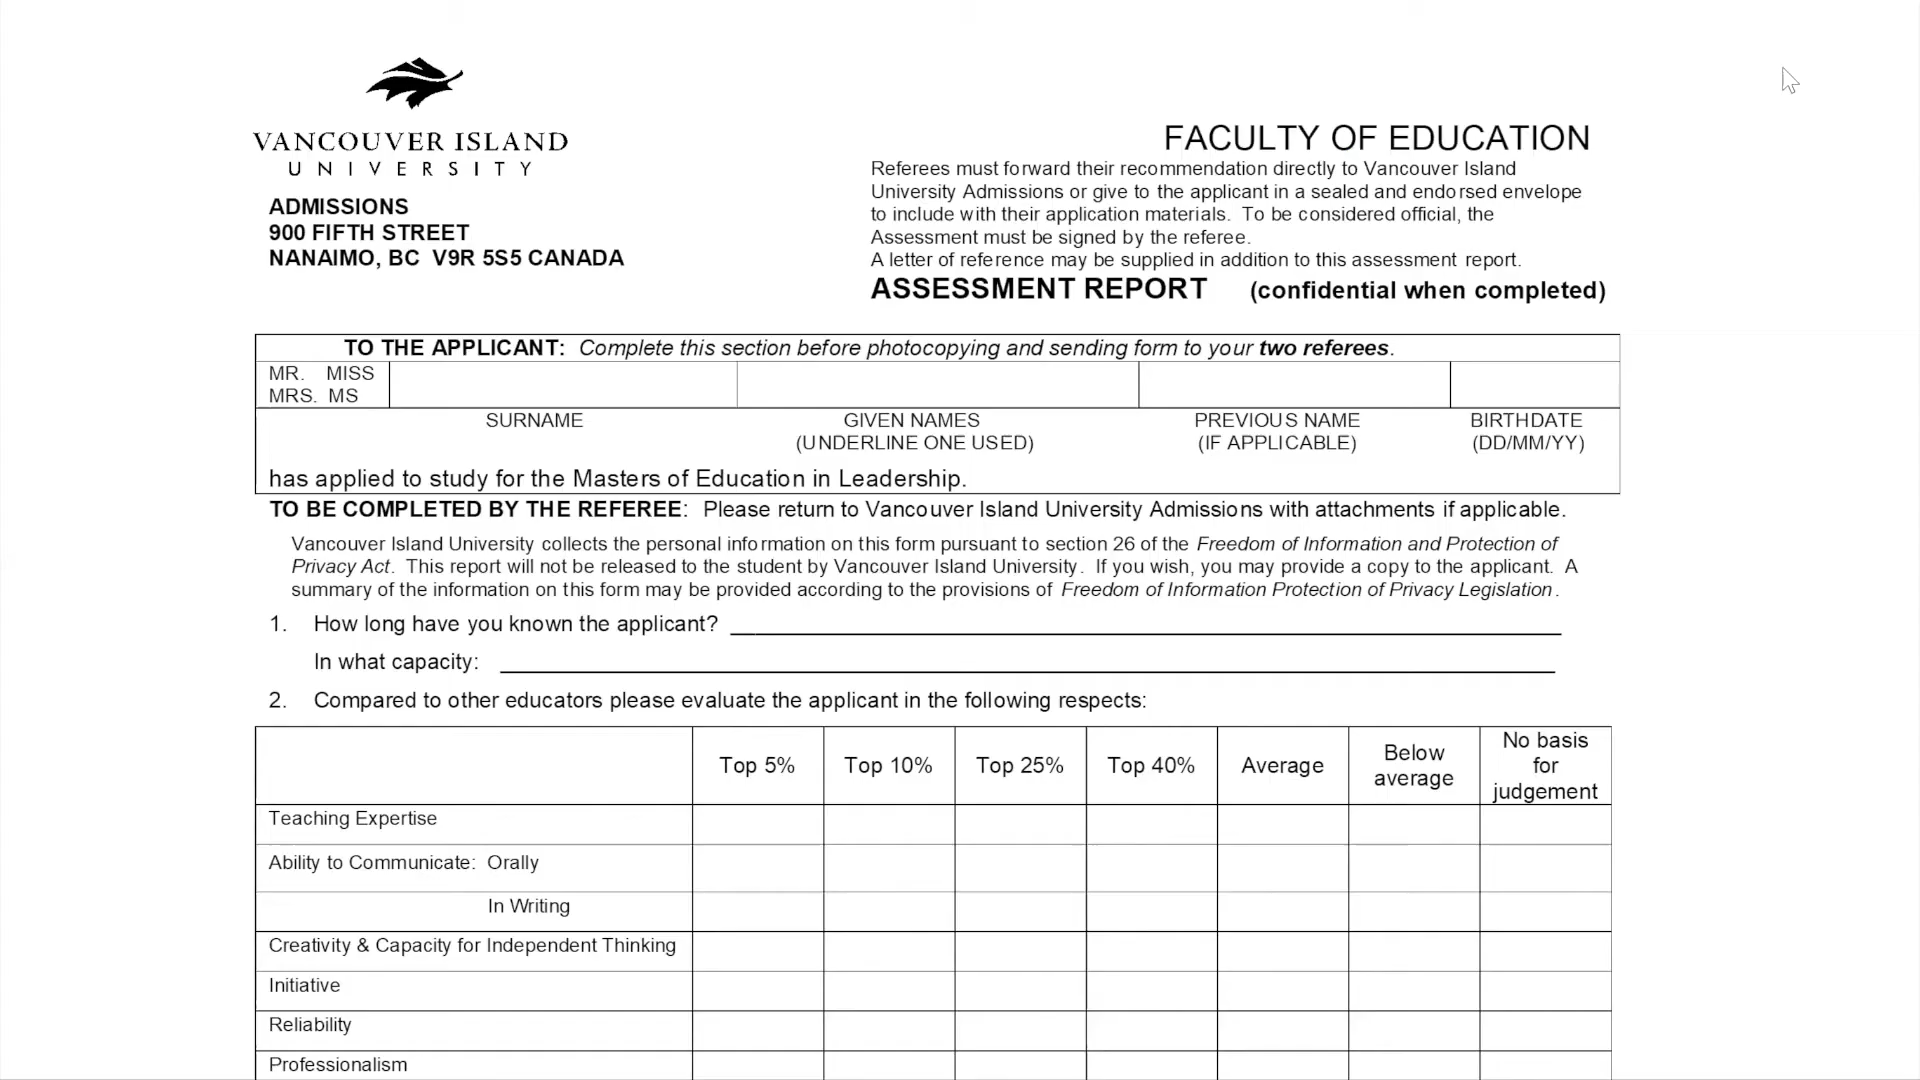 VANCOUVER ISLAND
UNIVERSITY
ADMISSIONS
900 FIFTH STREET
NANAIMO, BC V9R 5S5 CANADA
FACULTY OF EDUCATION
Referees must forward their recommendation directly to Vancouver Island
University Admissions or give to the applicant in a sealed and endorsed envelope
to include with their application materials. To be considered official, the
Assessment must be signed by the referee.
A letter of reference may be supplied in addition to this assessment report.
ASSESSMENT REPORT (confidential when completed)
TO THE APPLICANT: Complete this section before photocopying and sending form to your two referees.
MR. MISS
MRS. MS
SURNAME
GIVEN NAMES
(UNDERLINE ONE USED)
PREVIOUS NAME
(IF APPLICABLE)
BIRTHDATE
(DD/MM/YY)
has applied to study for the Masters of Education in Leadership.
TO BE COMPLETED BY THE REFEREE: Please return to Vancouver Island University Admissions with attachments if applicable.
Vancouver Island University collects the personal information on this form pursuant to section 26 of the Freedom of Information and Protection of
Privacy Act. This report will not be released to the student by Vancouver Island University. If you wish, you may provide a copy to the applicant. A
summary of the information on this form may be provided according to the provisions of Freedom of Information Protection of Privacy Legislation.
1. How long have you known the applicant?
In what capacity:
2. Compared to other educators please evaluate the applicant in the following respects:
Top 5%
Top 10%
Top 25%
Top 40%
Average
Below
average
No basis
for
judgement
Teaching Expertise
Ability to Communicate: Orally
In Writing
Creativity & Capacity for Independent Thinking
Initiative
Reliability
Professionalism